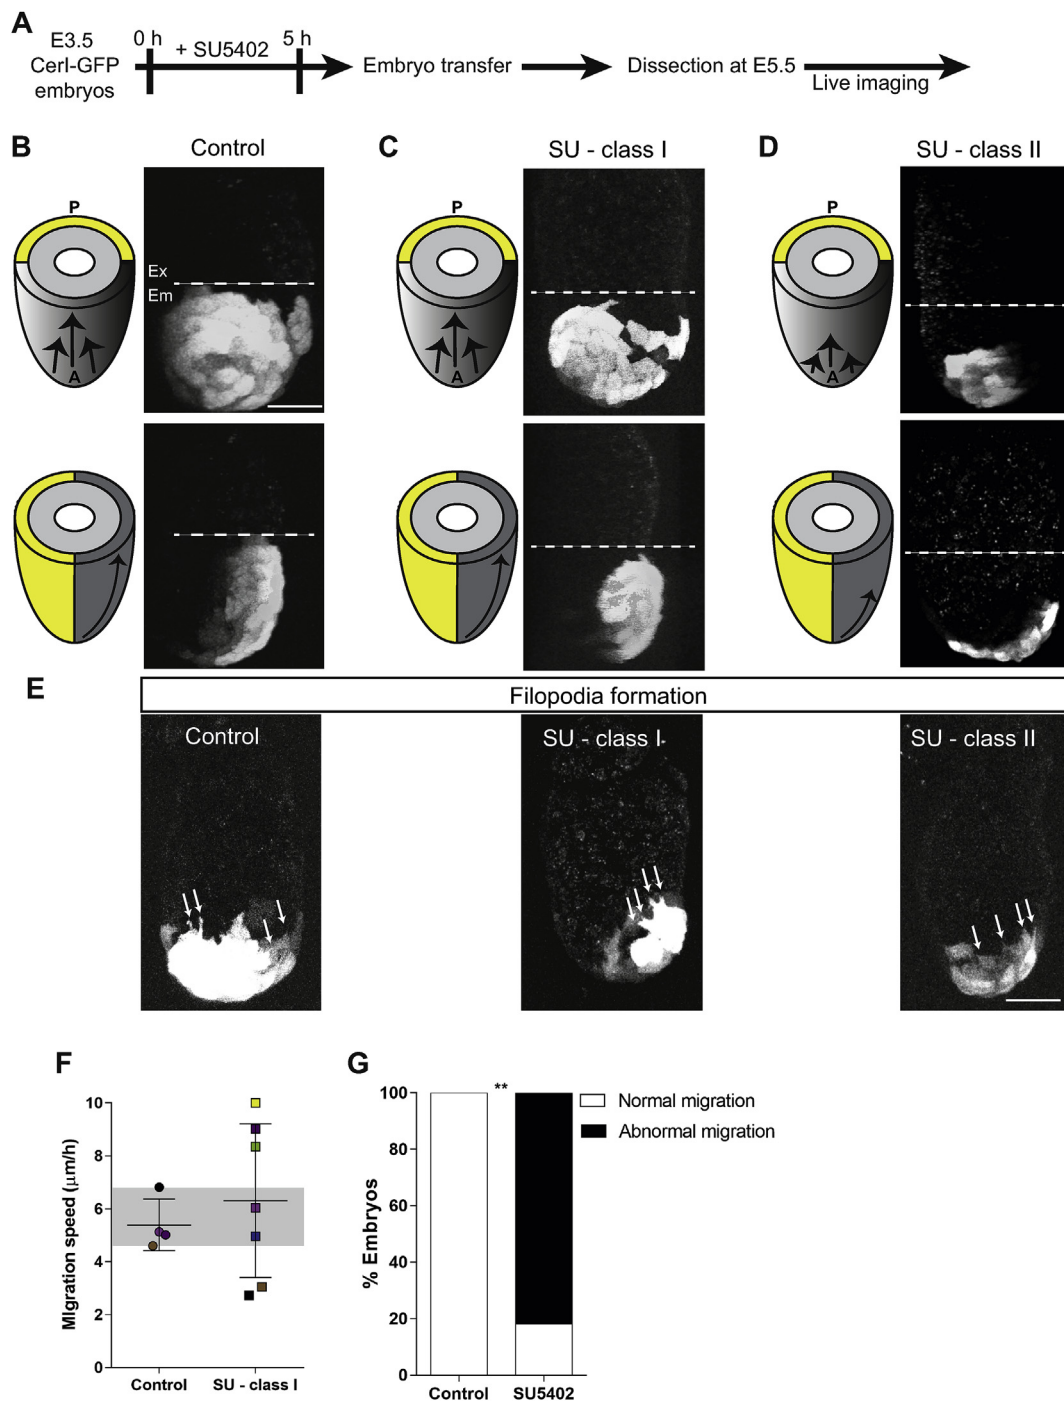 A
E3.5
Cerl-GFP
embryos
0 h
+ SU5402
5 h
Embryo transfer
Dissection at E5.5
Live imaging
B
Control
C
SU - class I
D
SU - class II
P
A
Ex
Em
P
A
P
A
E
Filopodia formation
Control
SU - class I
SU - class II
F
MIgration speed (μm/h)
10
8
6
4
2
0
Control
SU - class I
G
% Embryos
100
80
60
40
20
0
**
Control
SU5402
Normal migration
Abnormal migration